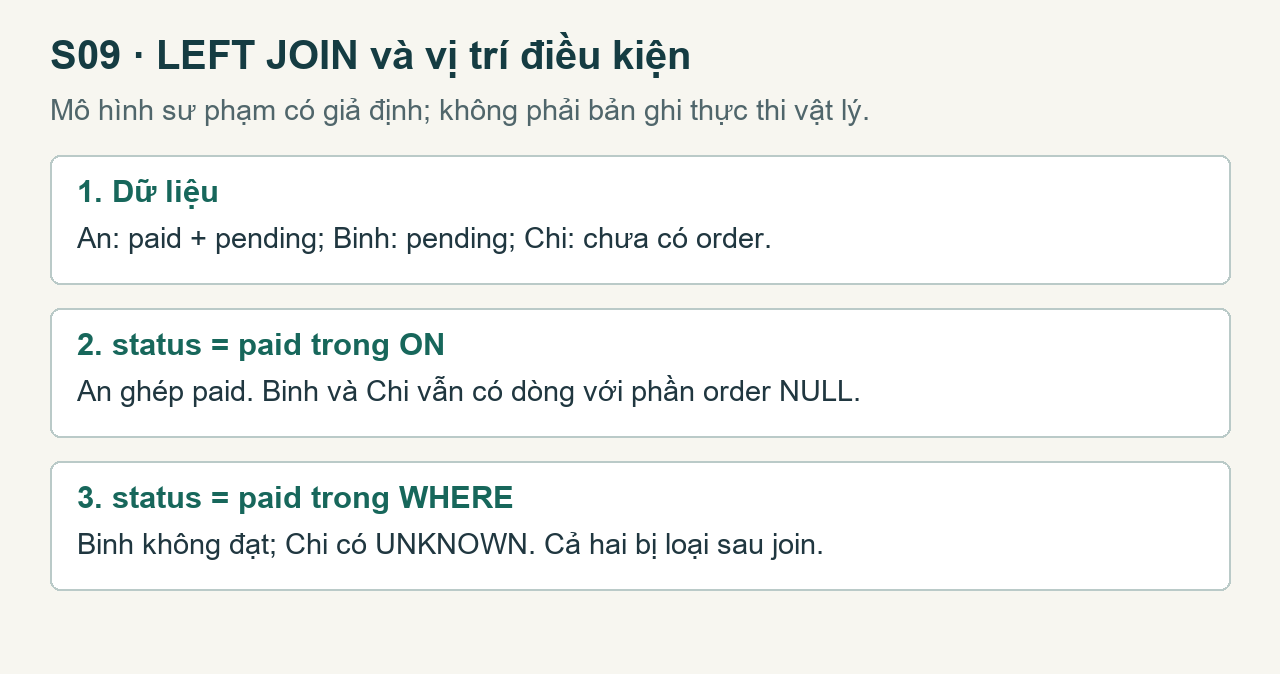 S09 · LEFT JOIN và vị trí điều kiện
Mô hình sư phạm có giả định; không phải bản ghi thực thi vật lý.
1. Dữ liệu
An: paid + pending; Binh: pending; Chi: chưa có order.
2. status = paid trong ON
An ghép paid. Binh và Chi vẫn có dòng với phần order NULL.
3. status = paid trong WHERE
Binh không đạt; Chi có UNKNOWN. Cả hai bị loại sau join.